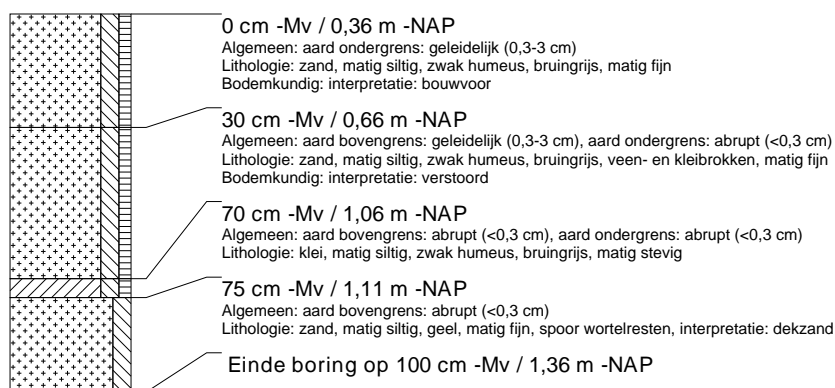 0 cm -Mv / 0,36 m -NAP
Algemeen: aard ondergrens: geleidelijk (0,3-3 cm)
Lithologie: zand, matig siltig, zwak humeus, bruingrijs, matig fijn
Bodemkundig: interpretatie: bouwvoor
30 cm -Mv / 0,66 m -NAP
Algemeen: aard bovengrens: geleidelijk (0,3-3 cm), aard ondergrens: abrupt (<0,3 cm)
Lithologie: zand, matig siltig, zwak humeus, bruingrijs, veen- en kleibrokken, matig fijn
Bodemkundig: interpretatie: verstoord
70 cm -Mv / 1,06 m -NAP
Algemeen: aard bovengrens: abrupt (<0,3 cm), aard ondergrens: abrupt (<0,3 cm)
Lithologie: klei, matig siltig, zwak humeus, bruingrijs, matig stevig
75 cm -Mv / 1,11 m -NAP
Algemeen: aard bovengrens: abrupt (<0,3 cm)
Lithologie: zand, matig siltig, geel, matig fijn, spoor wortelresten, interpretatie: dekzand
Einde boring op 100 cm -Mv / 1,36 m -NAP